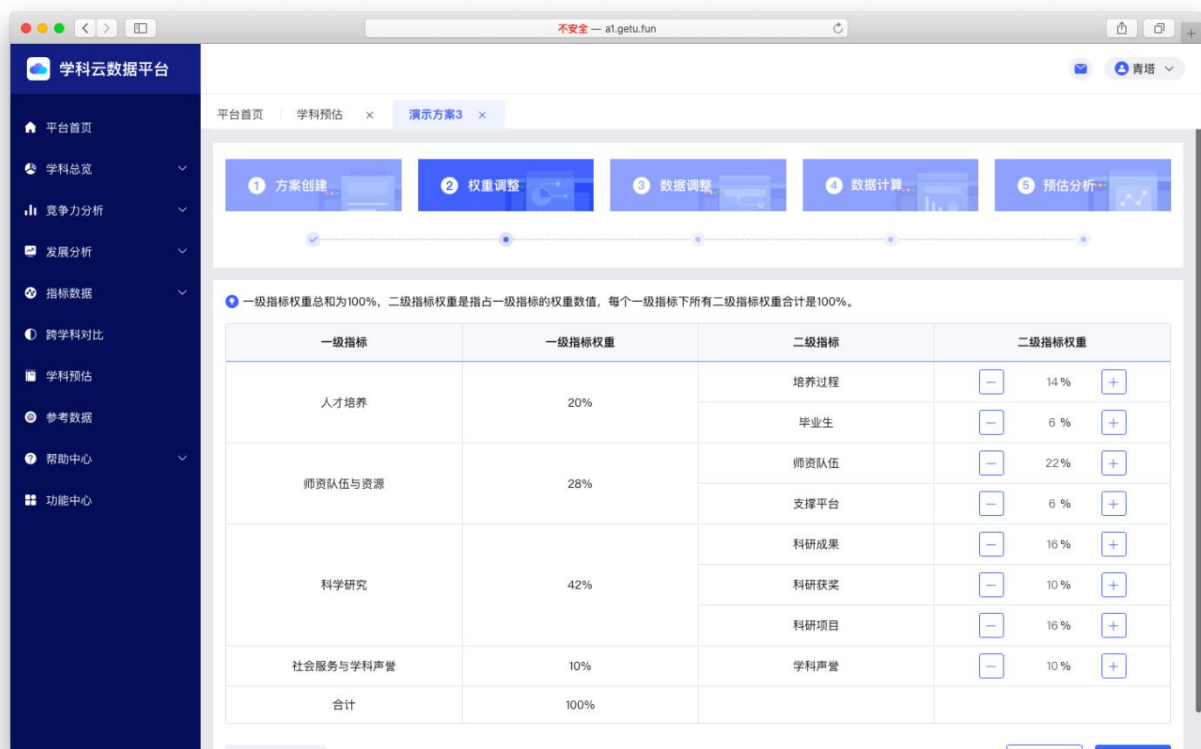 不安全 — a1.getu.fun
学科云数据平台
青塔
平台首页
学科总览
竞争力分析
发展分析
指标数据
跨学科对比
学科预估
参考数据
帮助中心
功能中心
平台首页 学科预估 × 演示方案3 ×
1 方案创建 2 权重调整 3 数据调整 4 数据计算 5 预估分析
一级指标权重总和为100%，二级指标权重是指占一级指标的权重数值，每个一级指标下所有二级指标权重合计是100%。
一级指标 一级指标权重 二级指标 二级指标权重
人才培养 20% 培养过程 − 14 % +
毕业生 − 6 % +
师资队伍与资源 28% 师资队伍 − 22 % +
支撑平台 − 6 % +
科学研究 42% 科研成果 − 16 % +
科研获奖 − 10 % +
科研项目 − 16 % +
社会服务与学科声誉 10% 学科声誉 − 10 % +
合计 100%